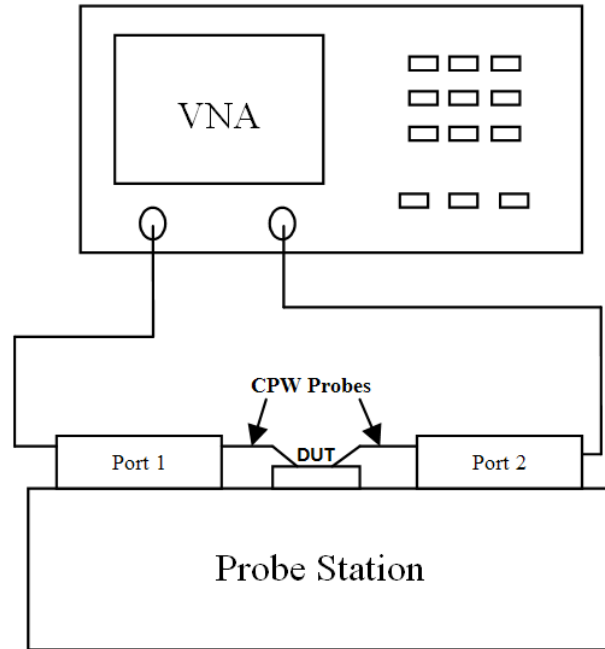 VNA
CPW Probes
Port 1
DUT
Port 2
Probe Station